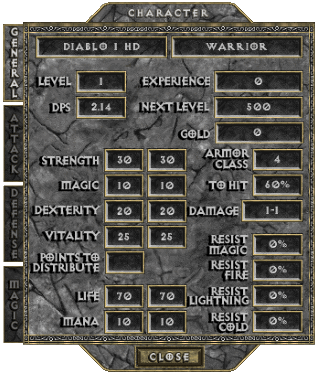 CHARACTER
GENERAL
ATTACK
DEFENSE
MAGIC
DIABLO 1 HD WARRIOR
LEVEL 1 EXPERIENCE 0
DPS 2.14 NEXT LEVEL 500
GOLD 0
STRENGTH 30 30 ARMOR CLASS 4
MAGIC 10 10 TO HIT 60%
DEXTERITY 20 20 DAMAGE 1-1
VITALITY 25 25 RESIST MAGIC 0%
POINTS TO DISTRIBUTE RESIST FIRE 0%
LIFE 70 70 RESIST LIGHTNING 0%
MANA 10 10 RESIST COLD 0%
CLOSE